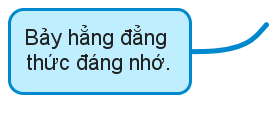 Bảy hằng đẳng
thức đáng nhớ.